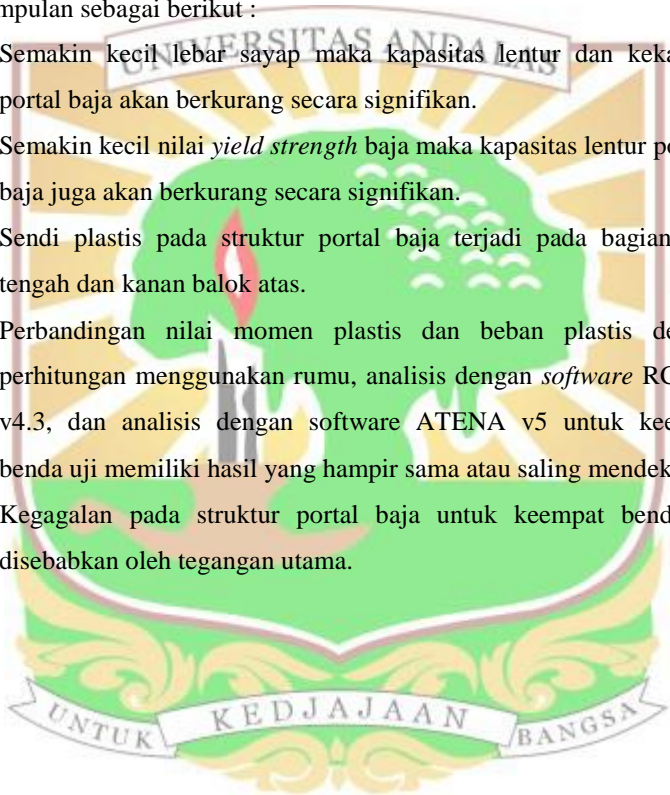 mpulan sebagai berikut :
UNIVERSITAS ANDALAS
Semakin kecil lebar sayap maka kapasitas lentur dan keka
portal baja akan berkurang secara signifikan.
Semakin kecil nilai yield strength baja maka kapasitas lentur po
baja juga akan berkurang secara signifikan.
Sendi plastis pada struktur portal baja terjadi pada bagian
tengah dan kanan balok atas.
Perbandingan nilai momen plastis dan beban plastis de
perhitungan menggunakan rumu, analisis dengan software RC
v4.3, dan analisis dengan software ATENA v5 untuk kee
benda uji memiliki hasil yang hampir sama atau saling mendek
Kegagalan pada struktur portal baja untuk keempat bend
disebabkan oleh tegangan utama.
UNTUK KEDJAJAAN BANGSA